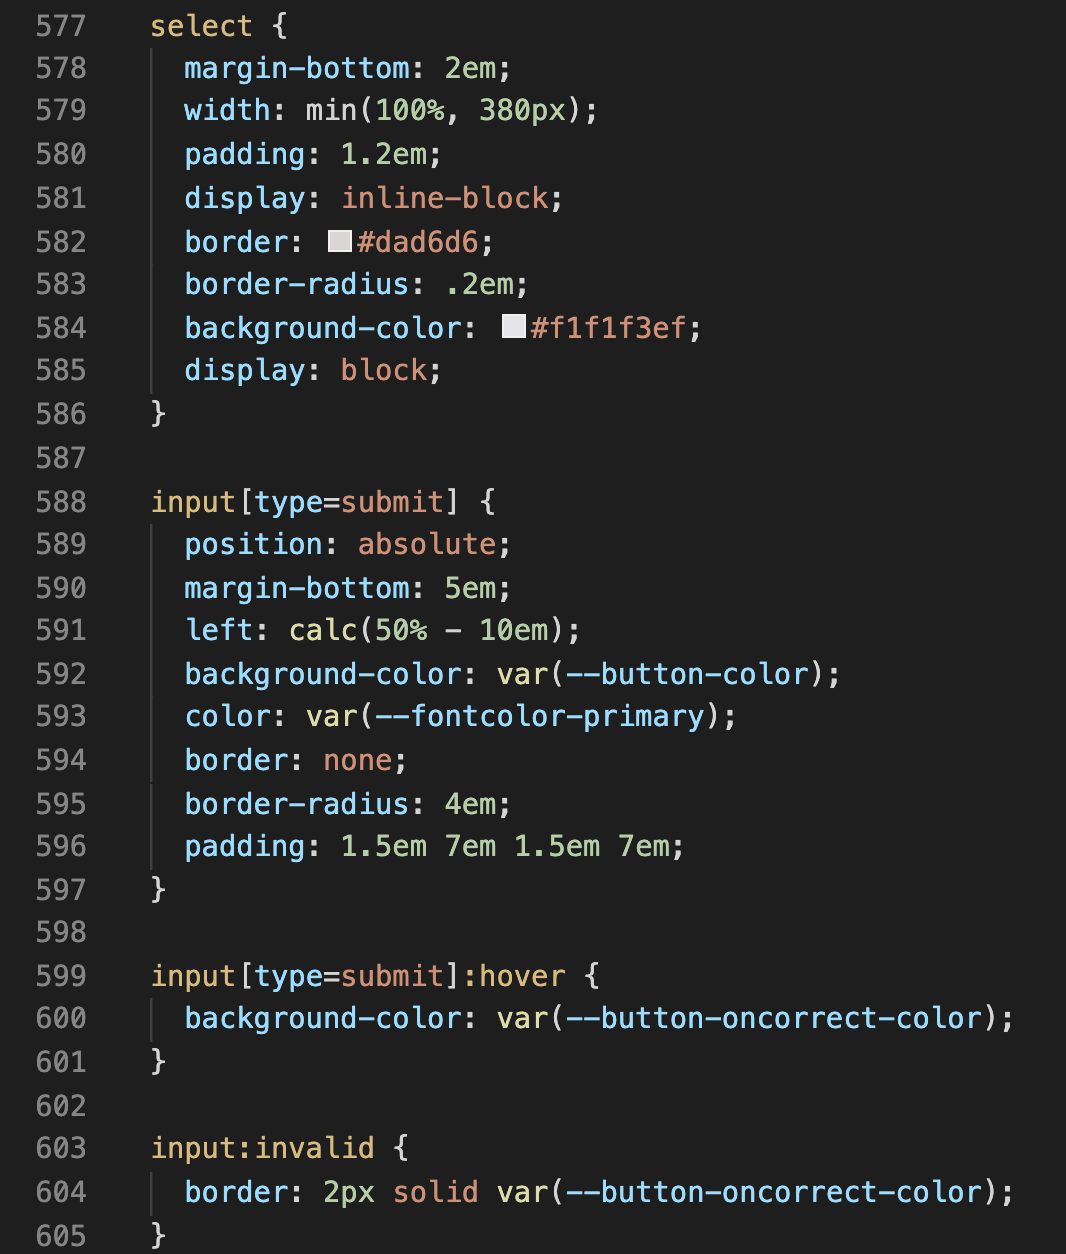 577 select {
578 margin-bottom: 2em;
579 width: min(100%, 380px);
580 padding: 1.2em;
581 display: inline-block;
582 border: #dad6d6;
583 border-radius: .2em;
584 background-color: #f1f1f3ef;
585 display: block;
586 }
587
588 input[type=submit] {
589 position: absolute;
590 margin-bottom: 5em;
591 left: calc(50% - 10em);
592 background-color: var(--button-color);
593 color: var(--fontcolor-primary);
594 border: none;
595 border-radius: 4em;
596 padding: 1.5em 7em 1.5em 7em;
597 }
598
599 input[type=submit]:hover {
600 background-color: var(--button-oncorrect-color);
601 }
602
603 input:invalid {
604 border: 2px solid var(--button-oncorrect-color);
605 }